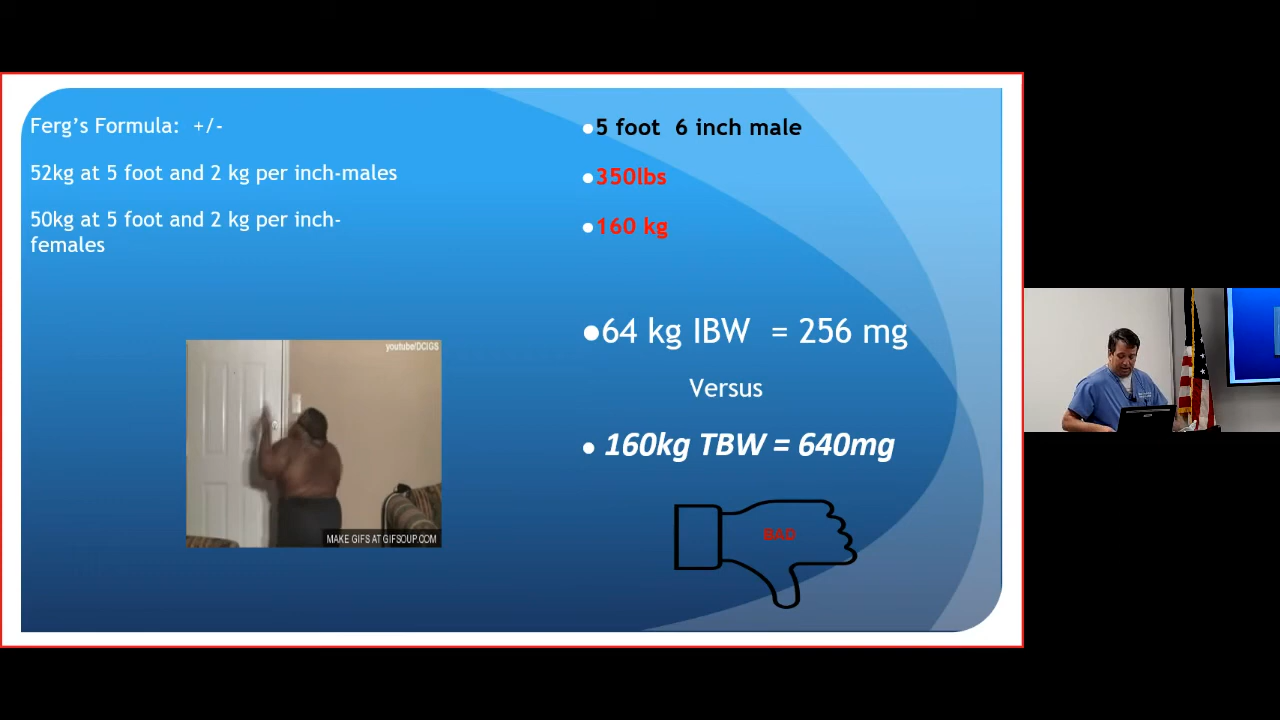 Ferg's Formula: +/-
52kg at 5 foot and 2 kg per inch-males
50kg at 5 foot and 2 kg per inch-
females
youtube/DCIGS
MAKE GIFS AT GIFSOUP.COM
●5 foot 6 inch male
●350lbs
●160 kg
●64 kg IBW = 256 mg
Versus
● 160kg TBW = 640mg
BAD